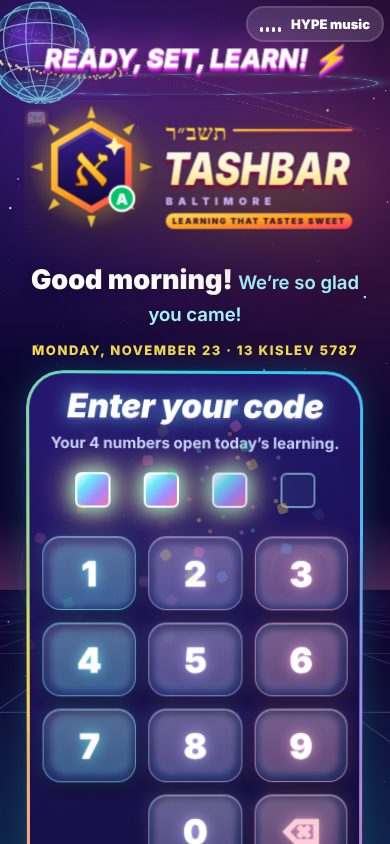 HYPE music
READY, SET, LEARN! ⚡
תשב״ר
א
TASHBAR
A
BALTIMORE
LEARNING THAT TASTES SWEET
Good morning! We're so glad
you came!
MONDAY, NOVEMBER 23 · 13 KISLEV 5787
Enter your code
Your 4 numbers open today's learning.
1 2 3
4 5 6
7 8 9
0